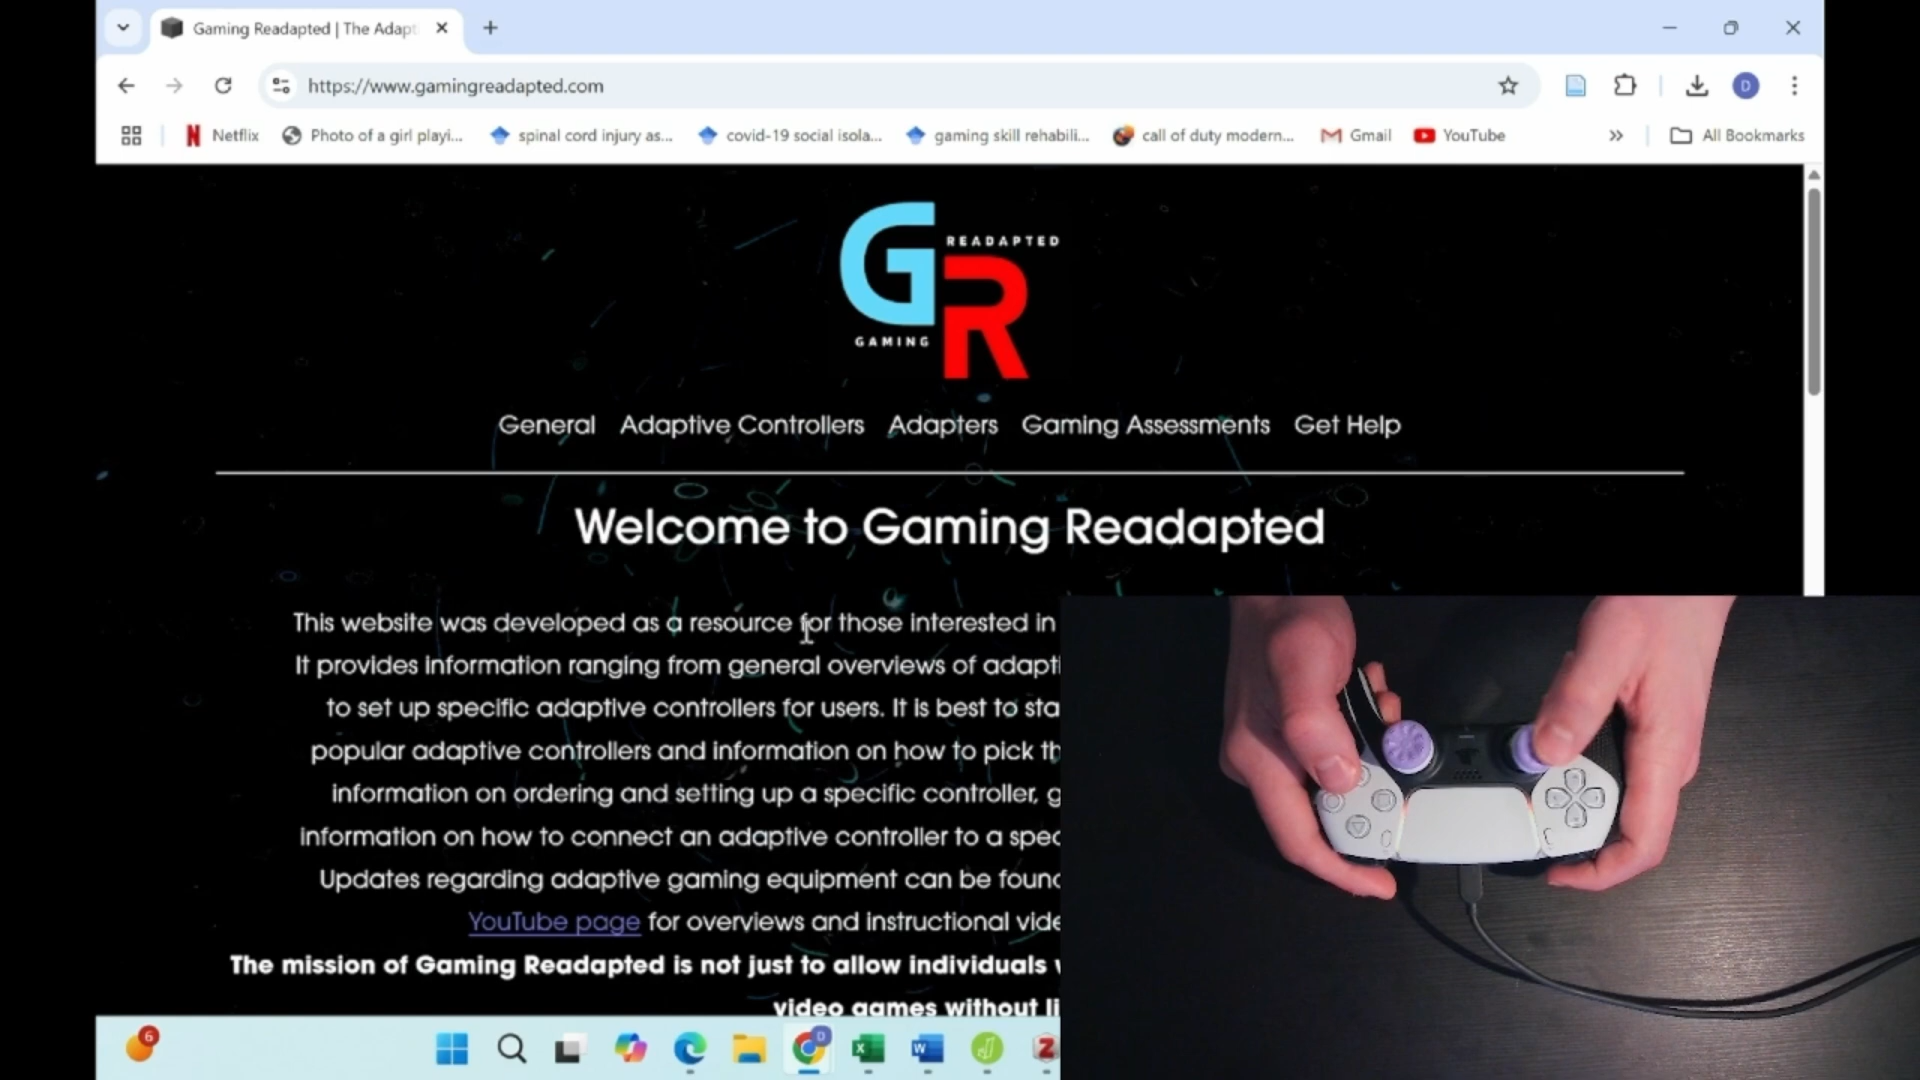 Gaming Readapted | The Adapt
https://www.gamingreadapted.com
D
Netflix
Photo of a girl playi...
spinal cord injury as...
covid-19 social isola...
gaming skill rehabili...
call of duty modern...
Gmail
YouTube
All Bookmarks
G READAPTED
GAMING R
General Adaptive Controllers Adapters Gaming Assessments Get Help
Welcome to Gaming Readapted
This website was developed as a resource for those interested in
It provides information ranging from general overviews of adapti
to set up specific adaptive controllers for users. It is best to sta
popular adaptive controllers and information on how to pick th
information on ordering and setting up a specific controller, g
information on how to connect an adaptive controller to a spec
Updates regarding adaptive gaming equipment can be found
YouTube page for overviews and instructional vide
The mission of Gaming Readapted is not just to allow individuals w
video games without li
6
D
X
W
Z